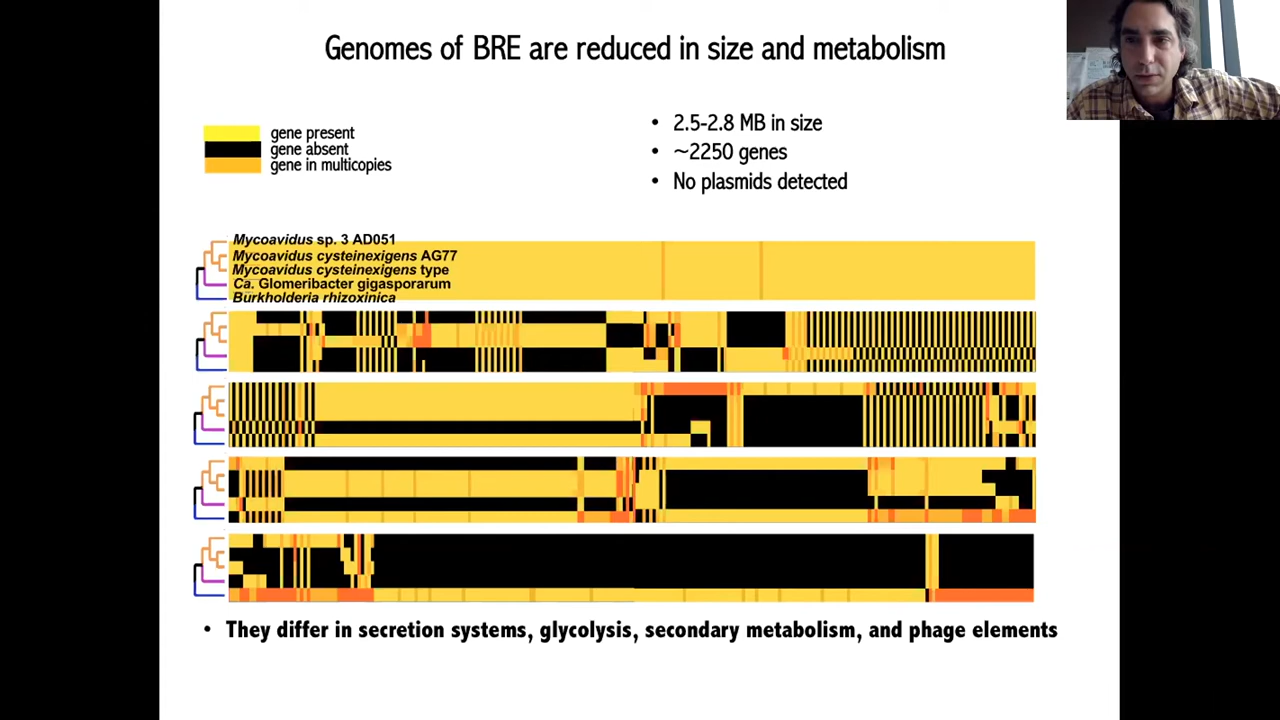 Genomes of BRE are reduced in size and metabolism
gene present
gene absent
gene in multicopies
• 2.5-2.8 MB in size
• ~2250 genes
• No plasmids detected
Mycoavidus sp. 3 AD051
Mycoavidus cysteinexigens AG77
Mycoavidus cysteinexigens type
Ca. Glomeribacter gigasporarum
Burkholderia rhizoxinica
• They differ in secretion systems, glycolysis, secondary metabolism, and phage elements